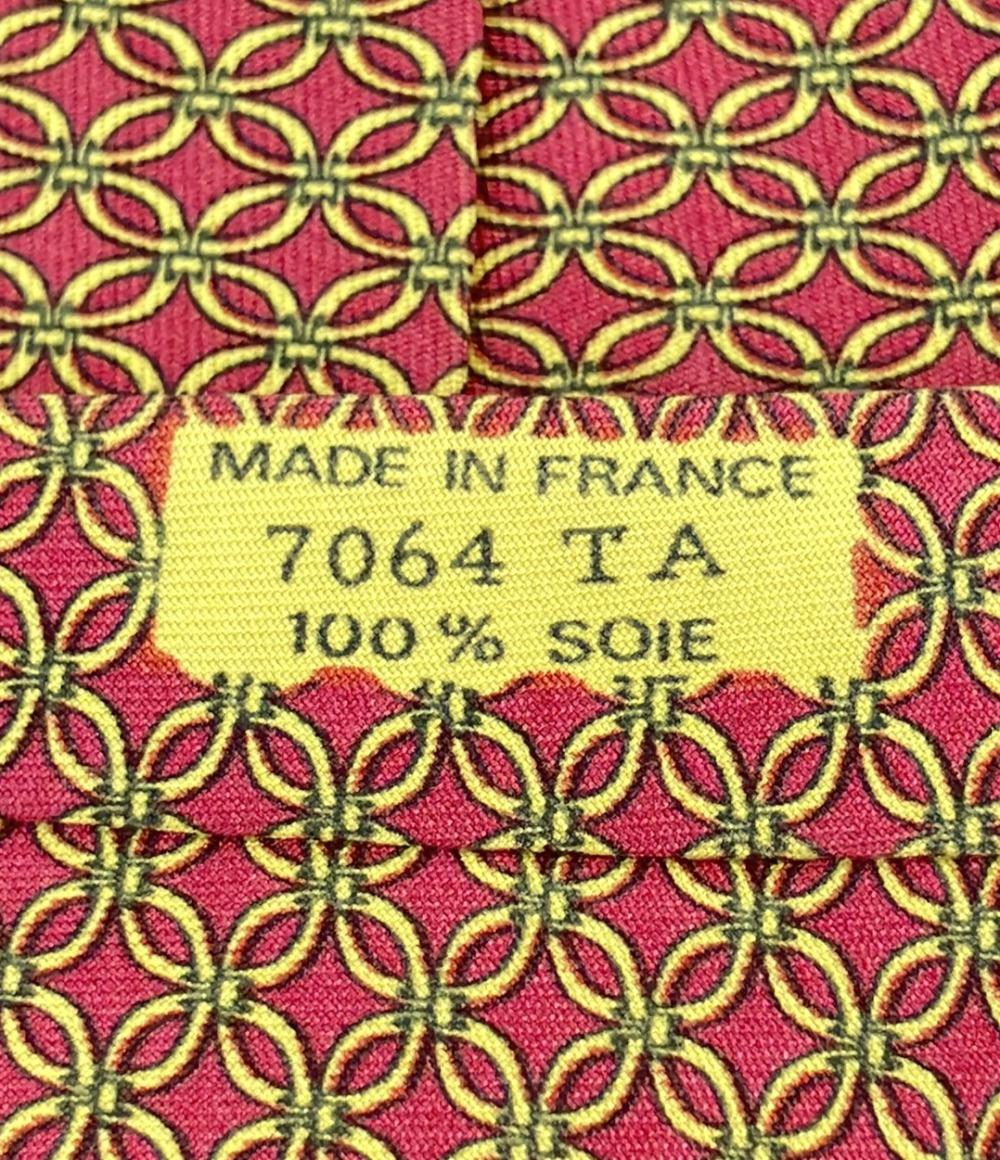 MADE IN FRANCE
7064 TA
100% SOIE